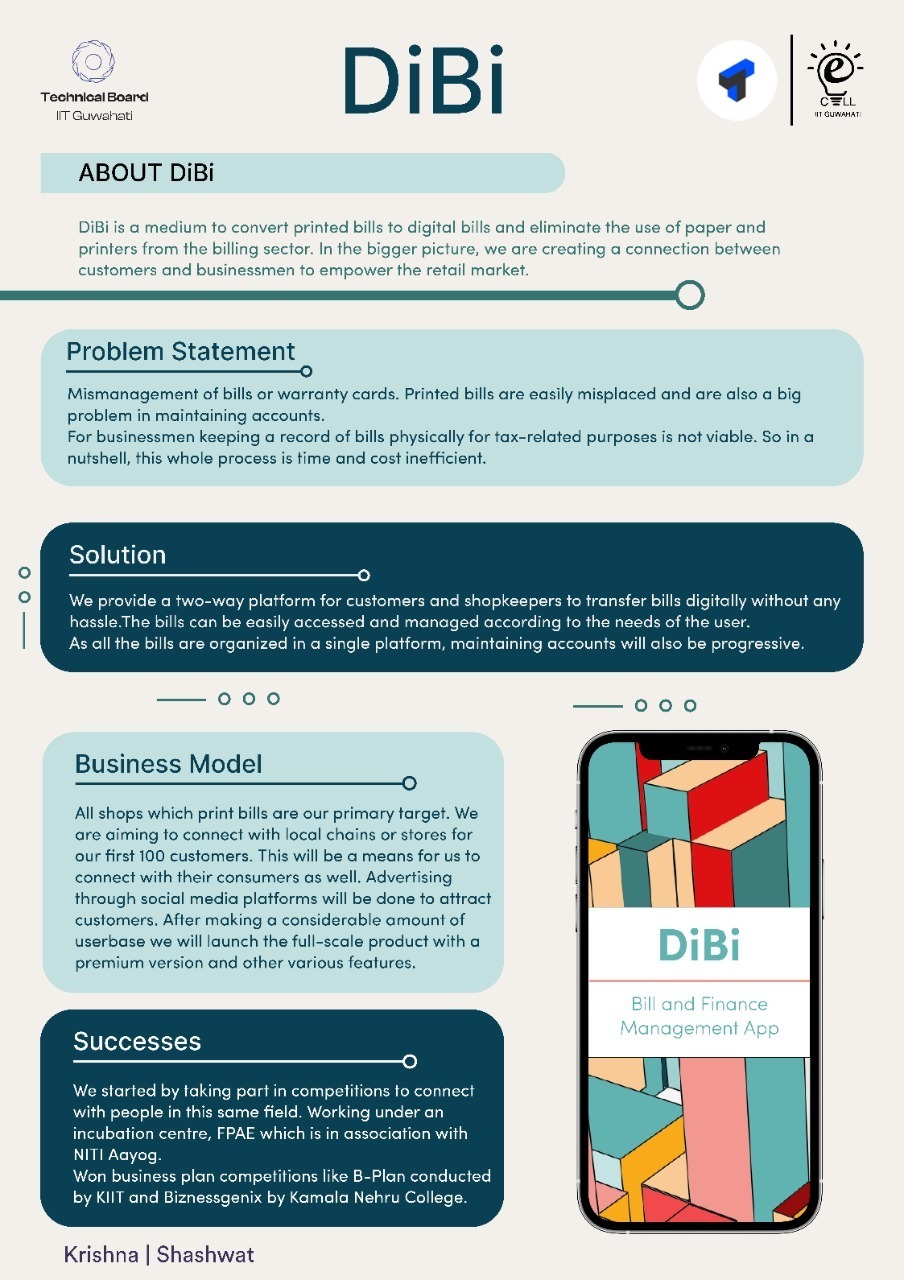 Technical Board
IIT Guwahati
DiBi
e
CELL
IIT GUWAHATI
ABOUT DiBi
DiBi is a medium to convert printed bills to digital bills and eliminate the use of paper and
printers from the billing sector. In the bigger picture, we are creating a connection between
customers and businessmen to empower the retail market.
Problem Statement
Mismanagement of bills or warranty cards. Printed bills are easily misplaced and are also a big
problem in maintaining accounts.
For businessmen keeping a record of bills physically for tax-related purposes is not viable. So in a
nutshell, this whole process is time and cost inefficient.
Solution
We provide a two-way platform for customers and shopkeepers to transfer bills digitally without any
hassle.The bills can be easily accessed and managed according to the needs of the user.
As all the bills are organized in a single platform, maintaining accounts will also be progressive.
Business Model
All shops which print bills are our primary target. We
are aiming to connect with local chains or stores for
our first 100 customers. This will be a means for us to
connect with their consumers as well. Advertising
through social media platforms will be done to attract
customers. After making a considerable amount of
userbase we will launch the full-scale product with a
premium version and other various features.
DiBi
Bill and Finance
Management App
Successes
We started by taking part in competitions to connect
with people in this same field. Working under an
incubation centre, FPAE which is in association with
NITI Aayog.
Won business plan competitions like B-Plan conducted
by KIIT and Biznessgenix by Kamala Nehru College.
Krishna | Shashwat